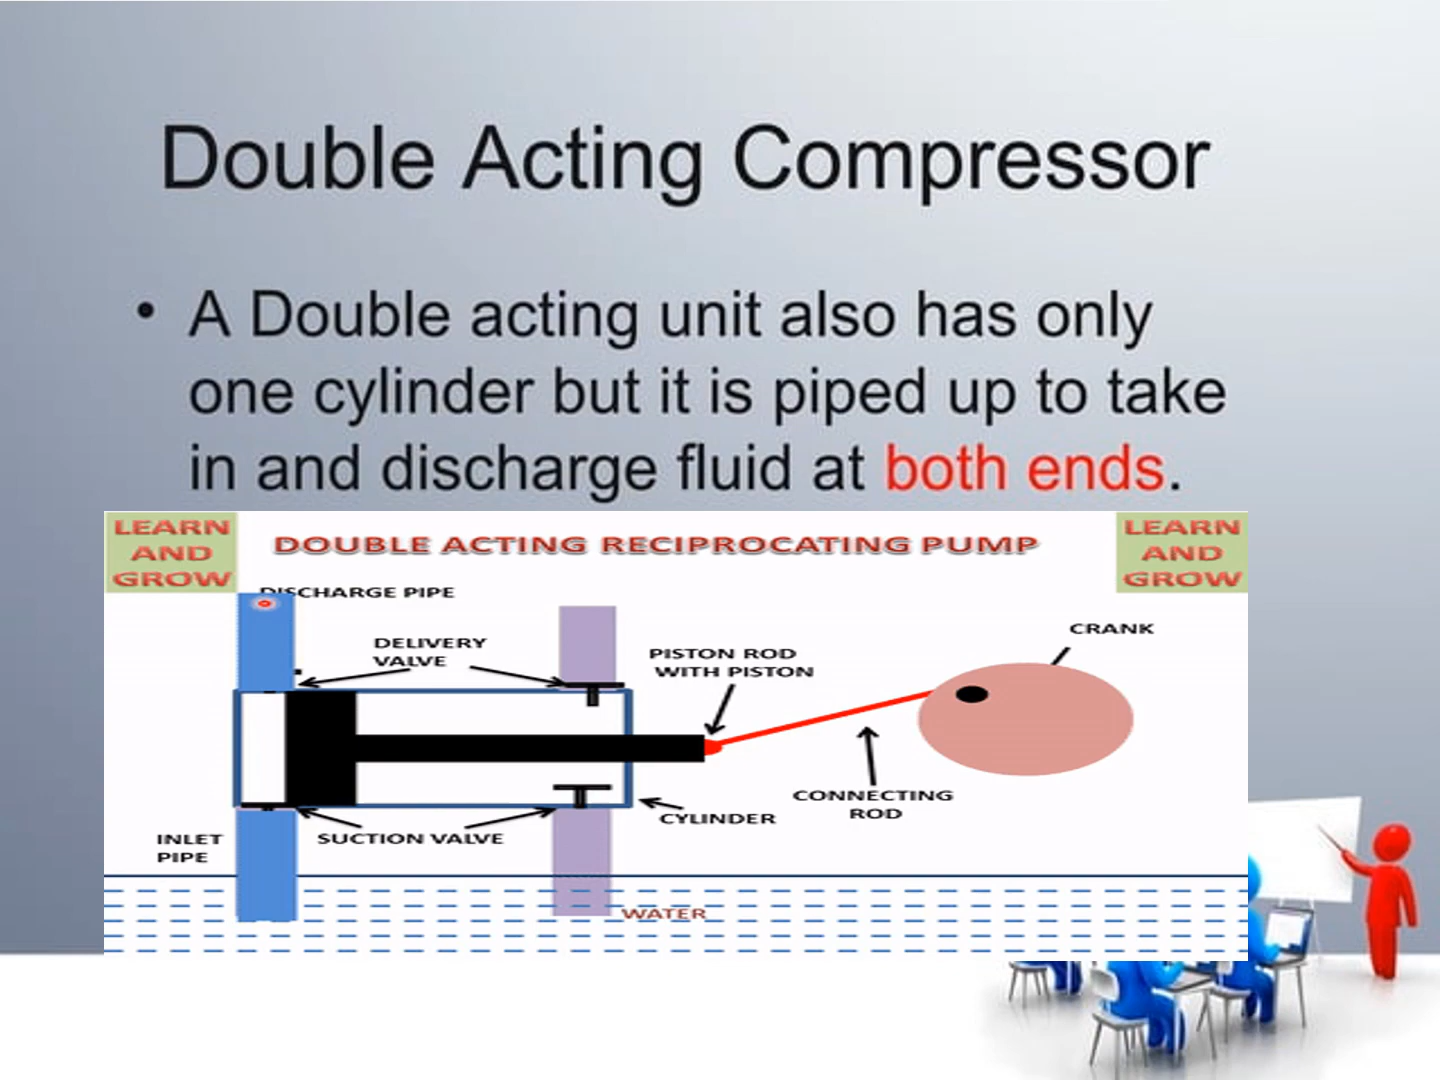 Double Acting Compressor
• A Double acting unit also has only
one cylinder but it is piped up to take
in and discharge fluid at both ends.
LEARN
AND
GROW
DOUBLE ACTING RECIPROCATING PUMP
LEARN
AND
GROW
DISCHARGE PIPE
DELIVERY
VALVE
PISTON ROD
WITH PISTON
CRANK
CONNECTING
ROD
CYLINDER
SUCTION VALVE
INLET
PIPE
WATER